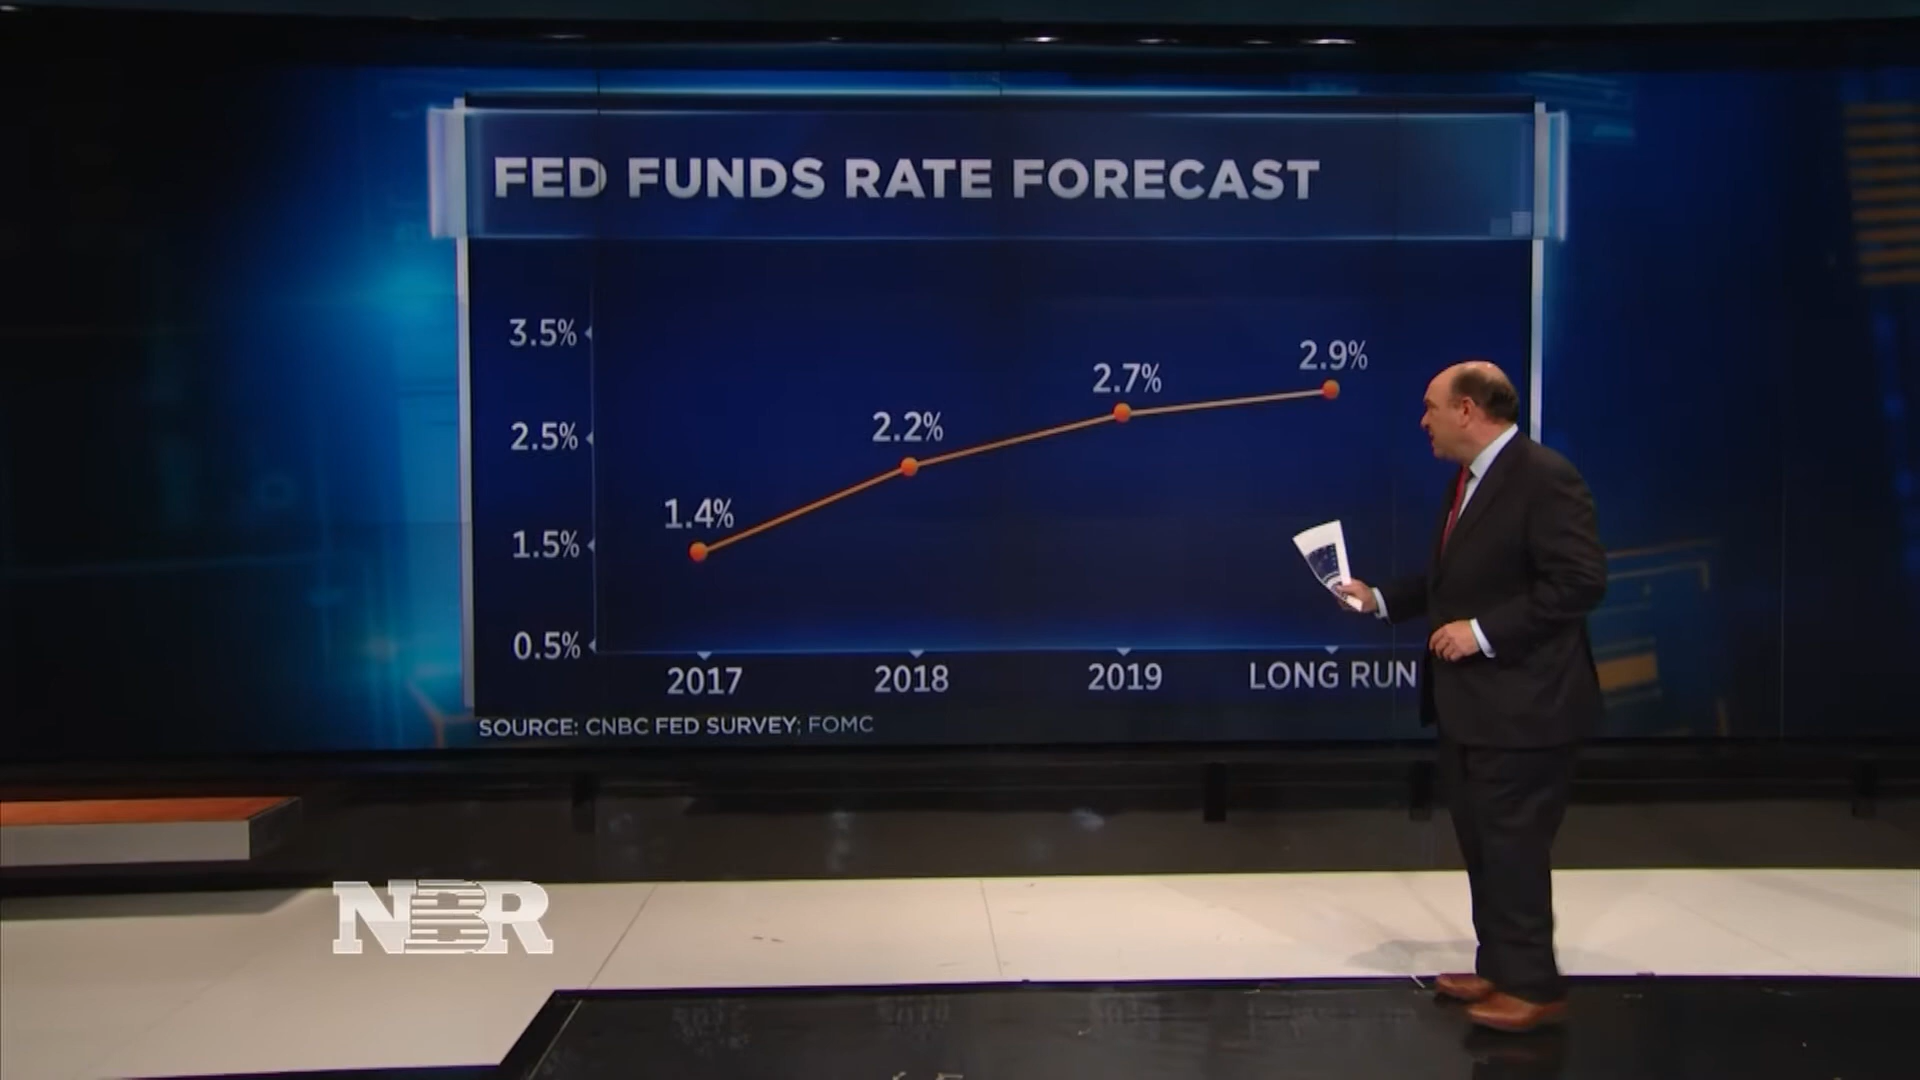 FED FUNDS RATE FORECAST
3.5%
2.5%
1.5%
0.5%
1.4%
2.2%
2.7%
2.9%
2017
2018
2019
LONG RUN
SOURCE: CNBC FED SURVEY; FOMC
NBR